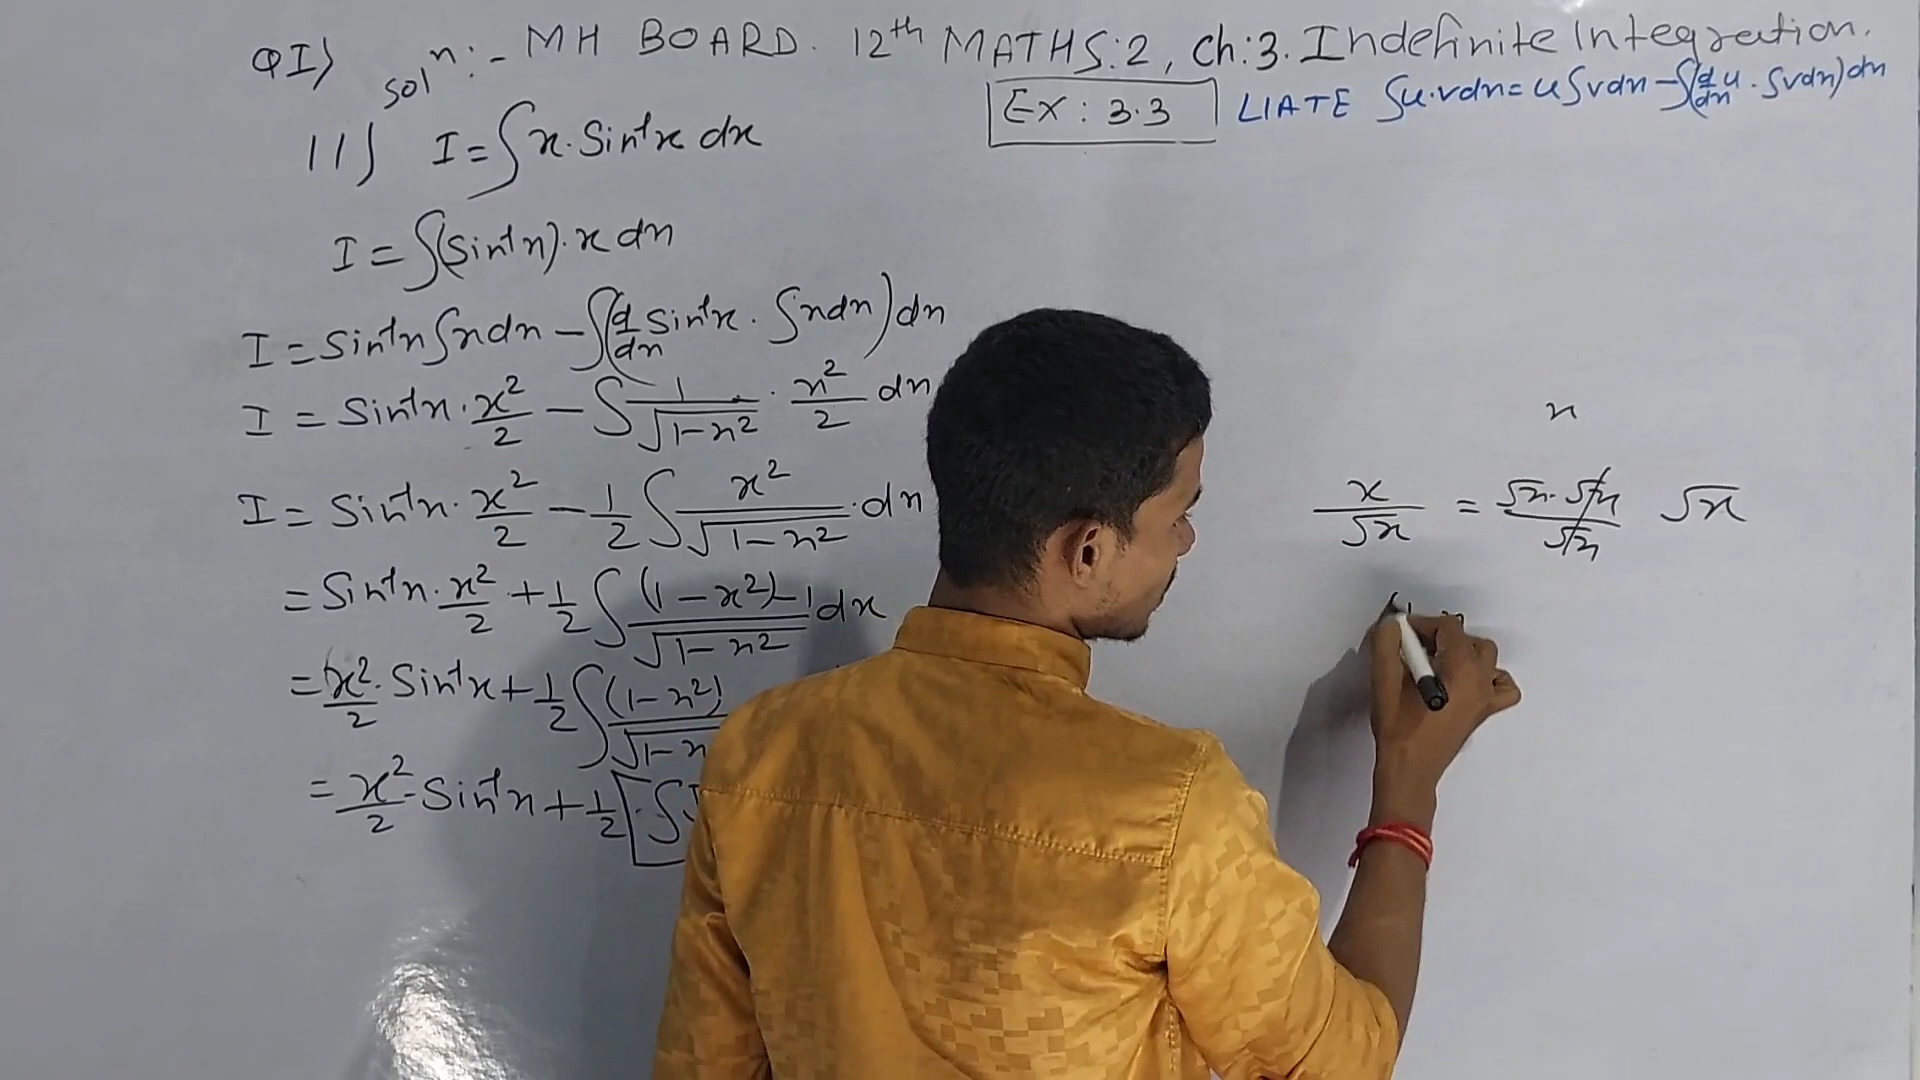 QI) solⁿ:- MH BOARD. 12th MATHS:2, Ch:3. Indefinite Integration.
Ex: 3.3 LIATE ∫u.vdx=u∫vdx-∫(d/dx u . ∫vdx)dx
11) I=∫x.Sin⁻¹x dx
I=∫(Sin⁻¹x).x dx
I=Sin⁻¹x∫xdx-∫(d/dx Sin⁻¹x . ∫xdx)dx
I=Sin⁻¹x.x²/2-∫1/√(1-x²) . x²/2 dx
I=Sin⁻¹x.x²/2-1/2∫x²/√(1-x²).dx
=Sin⁻¹x.x²/2+1/2∫((1-x²)-1)/√(1-x²) dx
=x²/2.Sin⁻¹x+1/2∫(1-x²)/√1-x
=x²/2.Sin⁻¹x+1/2[∫√
x
x/√x = √x.√x/√x √x